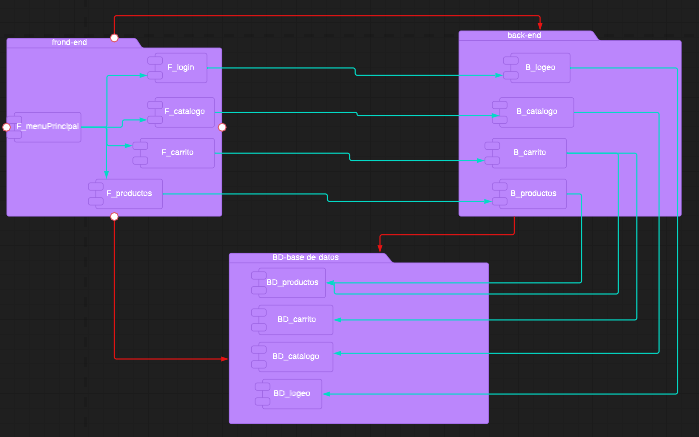 frond-end
F_login
F_catalogo
F_menuPrincipal
F_carrito
F_productos
back-end
B_logeo
B_catalogo
B_carrito
B_productos
BD-base de datos
BD_productos
BD_carrito
BD_catalogo
BD_lugeo